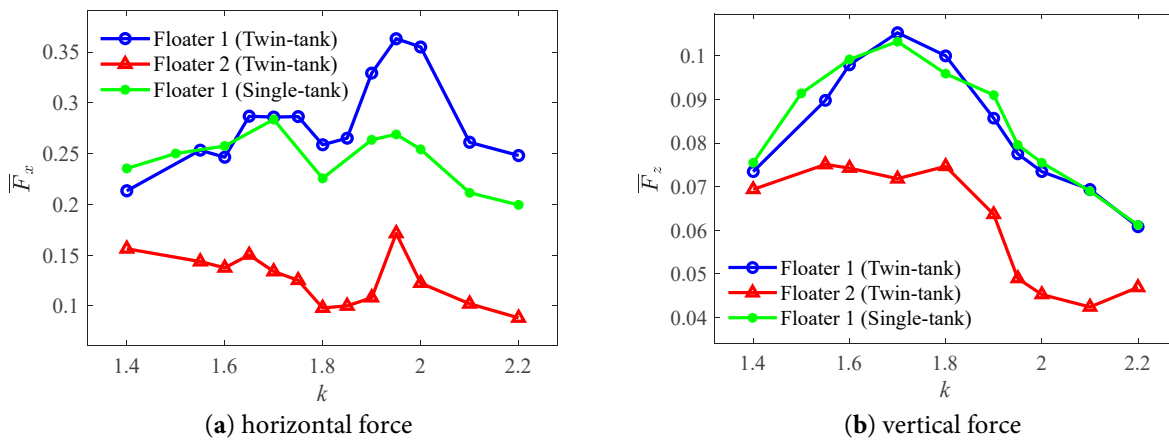 Floater 1 (Twin-tank)
Floater 2 (Twin-tank)
Floater 1 (Single-tank)
0.35
0.3
0.25
0.2
0.15
0.1
F̅x
1.4 1.6 1.8 2 2.2
k
(a) horizontal force
0.1
0.09
0.08
0.07
0.06
0.05
0.04
F̅z
Floater 1 (Twin-tank)
Floater 2 (Twin-tank)
Floater 1 (Single-tank)
1.4 1.6 1.8 2 2.2
k
(b) vertical force